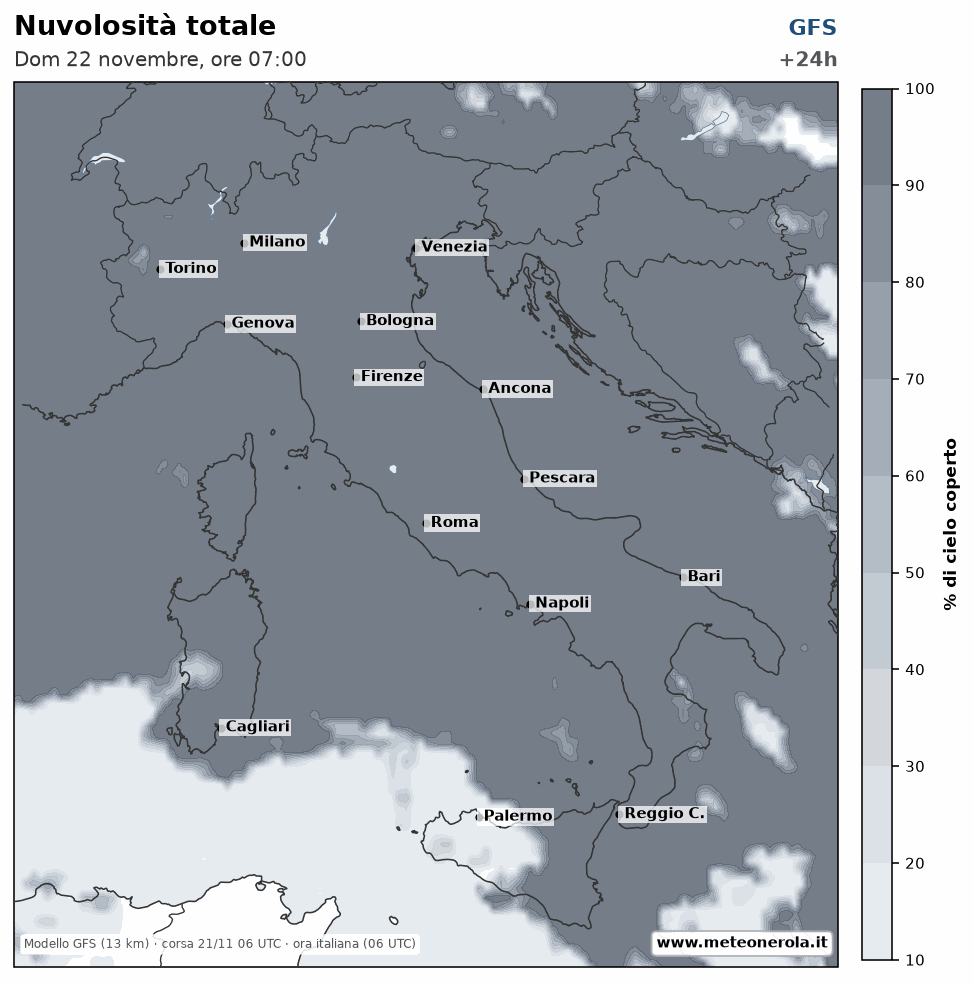 Nuvolosità totale
GFS
Dom 22 novembre, ore 07:00
+24h
100
90
80
70
60
50
40
30
20
10
% di cielo coperto
Milano
Venezia
Torino
Genova
Bologna
Firenze
Ancona
Pescara
Roma
Bari
Napoli
Cagliari
Palermo
Reggio C.
Modello GFS (13 km) · corsa 21/11 06 UTC · ora italiana (06 UTC)
www.meteonerola.it